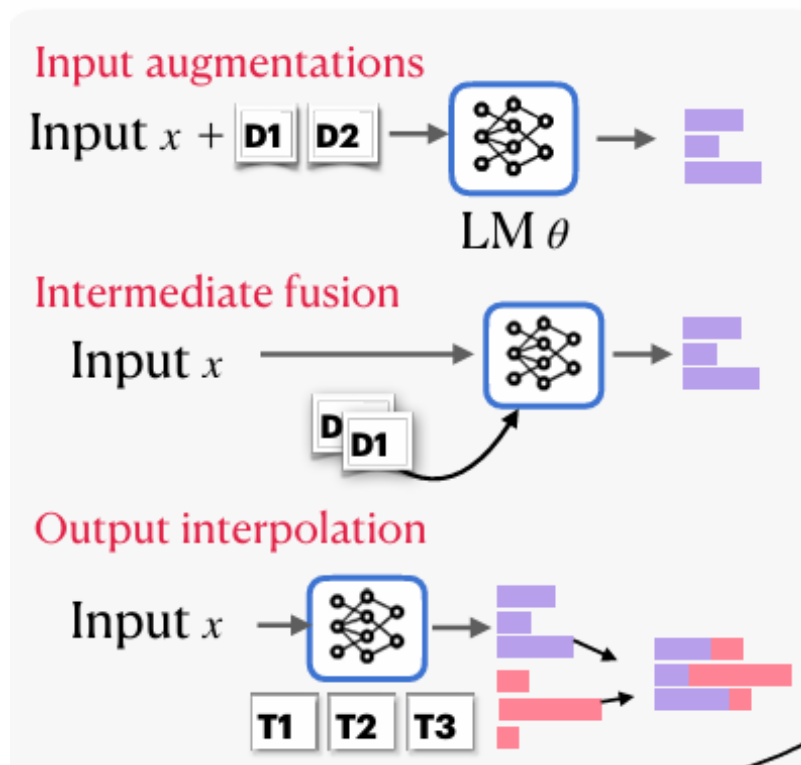 Input augmentations
Input x + D1 D2
LM θ
Intermediate fusion
Input x
D
D1
Output interpolation
Input x
T1 T2 T3